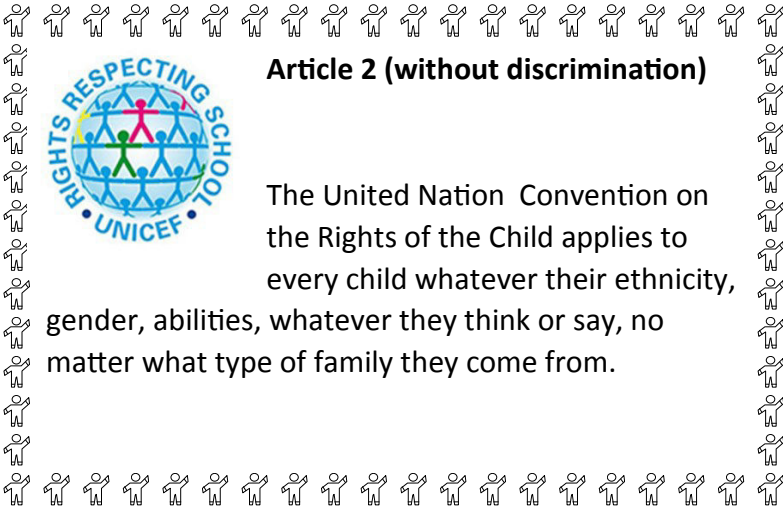 Article 2 (without discrimination)
RIGHTS RESPECTING SCHOOL
• UNICEF •
The United Nation  Convention on
the Rights of the Child applies to
every child whatever their ethnicity,
gender, abilities, whatever they think or say, no
matter what type of family they come from.